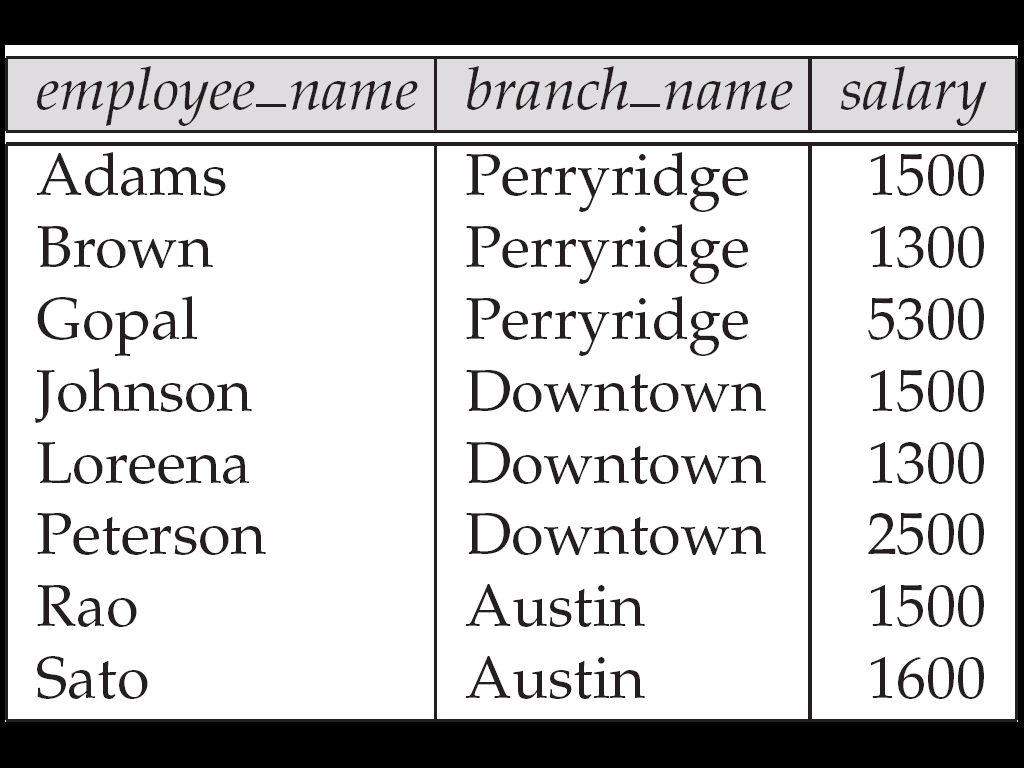 employee_name branch_name salary
Adams Perryridge 1500
Brown Perryridge 1300
Gopal Perryridge 5300
Johnson Downtown 1500
Loreena Downtown 1300
Peterson Downtown 2500
Rao Austin 1500
Sato Austin 1600